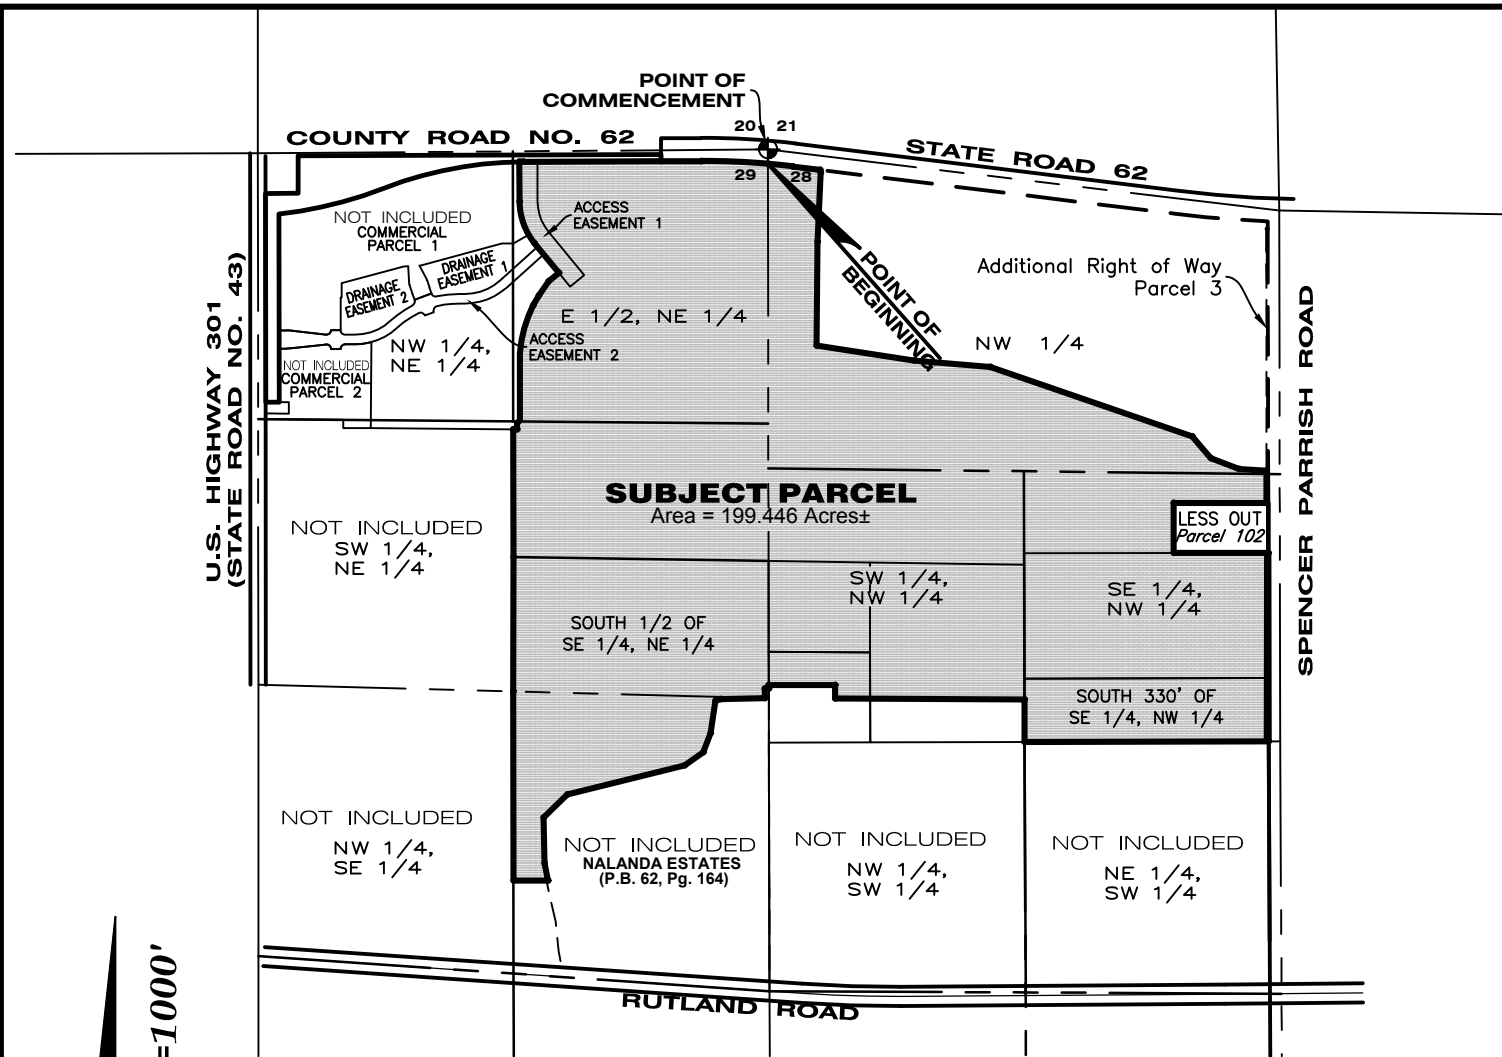 POINT OF
COMMENCEMENT
20 21
29 28
COUNTY ROAD NO. 62
STATE ROAD 62
NOT INCLUDED
COMMERCIAL
PARCEL 1
ACCESS
EASEMENT 1
DRAINAGE
EASEMENT 1
DRAINAGE
EASEMENT 2
POINT OF
BEGINNING
Additional Right of Way
Parcel 3
E 1/2, NE 1/4
ACCESS
EASEMENT 2
NW 1/4,
NE 1/4
NW 1/4
NOT INCLUDED
COMMERCIAL
PARCEL 2
U.S. HIGHWAY 301
(STATE ROAD NO. 43)
SPENCER PARRISH ROAD
SUBJECT PARCEL
Area = 199.446 Acres±
LESS OUT
Parcel 102
NOT INCLUDED
SW 1/4,
NE 1/4
SW 1/4,
NW 1/4
SE 1/4,
NW 1/4
SOUTH 1/2 OF
SE 1/4, NE 1/4
SOUTH 330' OF
SE 1/4, NW 1/4
NOT INCLUDED
NW 1/4,
SE 1/4
NOT INCLUDED
NALANDA ESTATES
(P.B. 62, Pg. 164)
NOT INCLUDED
NW 1/4,
SW 1/4
NOT INCLUDED
NE 1/4,
SW 1/4
RUTLAND ROAD
=1000'